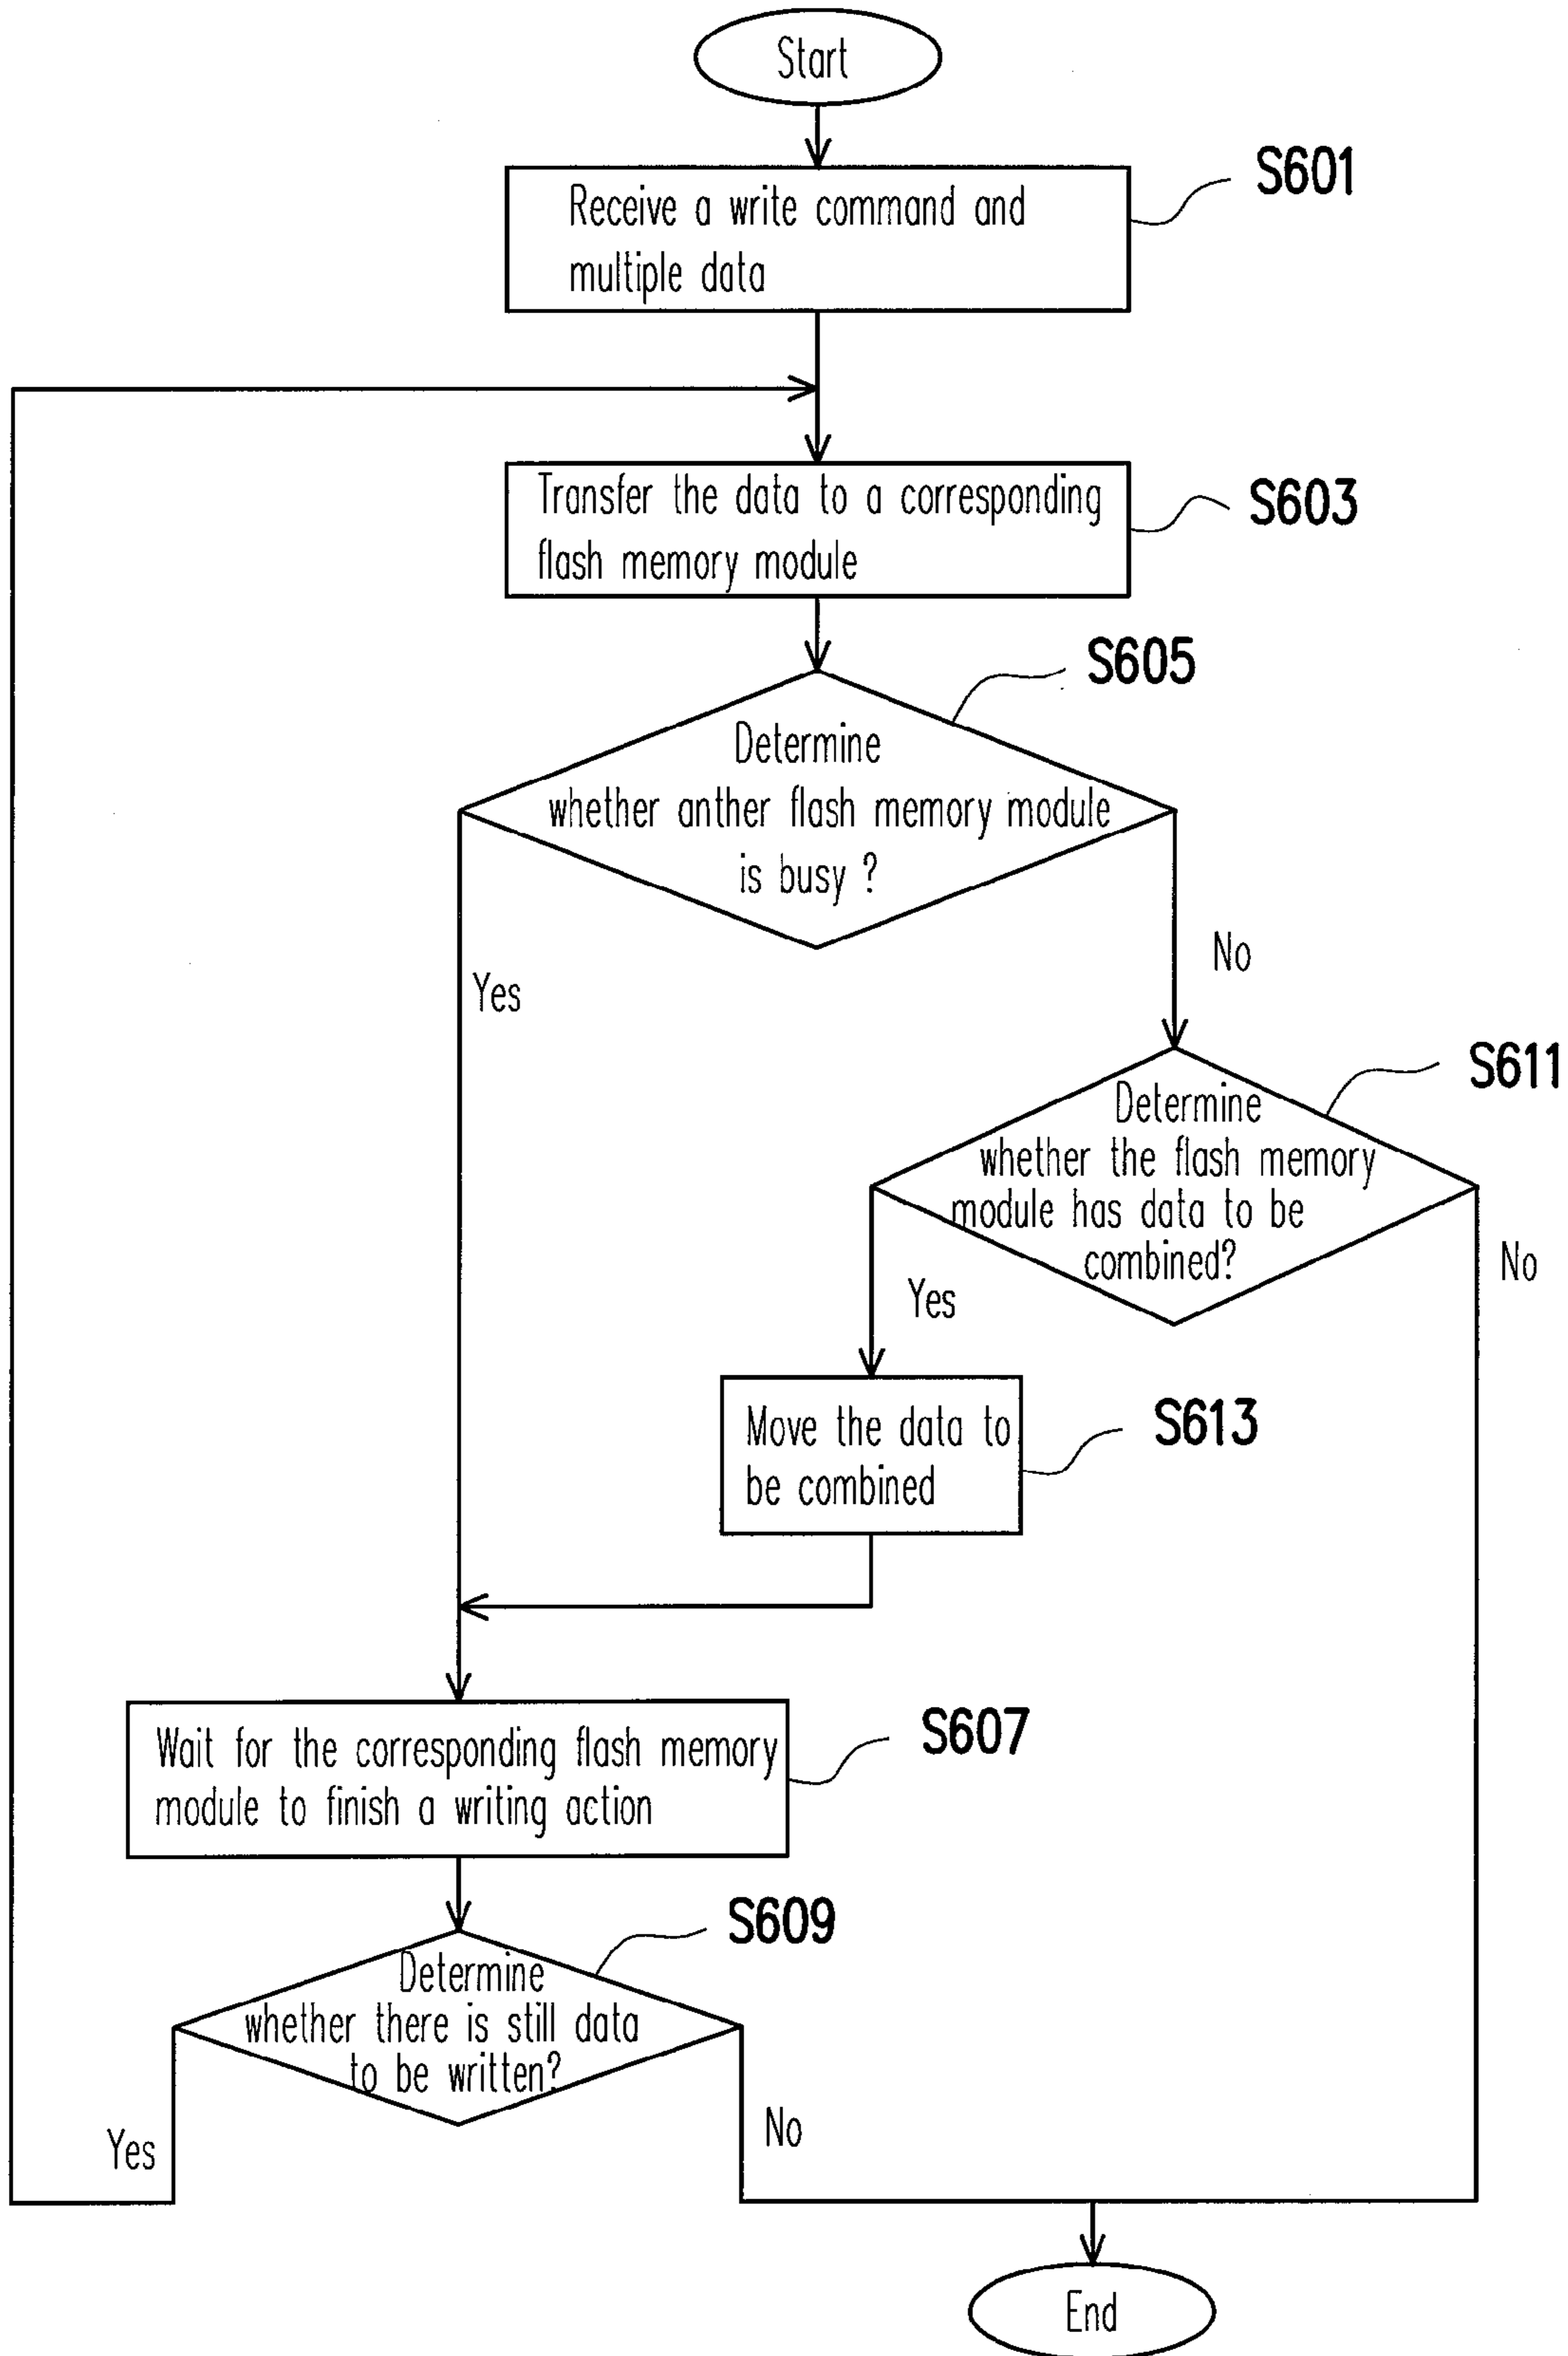 Start
S601
Receive a write command and
multiple data
Transfer the data to a corresponding
flash memory module
S603
S605
Determine
whether anther flash memory module
is busy ?
Yes
No
S611
Determine
whether the flash memory
module has data to be
combined?
Yes
No
Move the data to
be combined
S613
Wait for the corresponding flash memory
module to finish a writing action
S607
S609
Determine
whether there is still data
to be written?
Yes
No
End